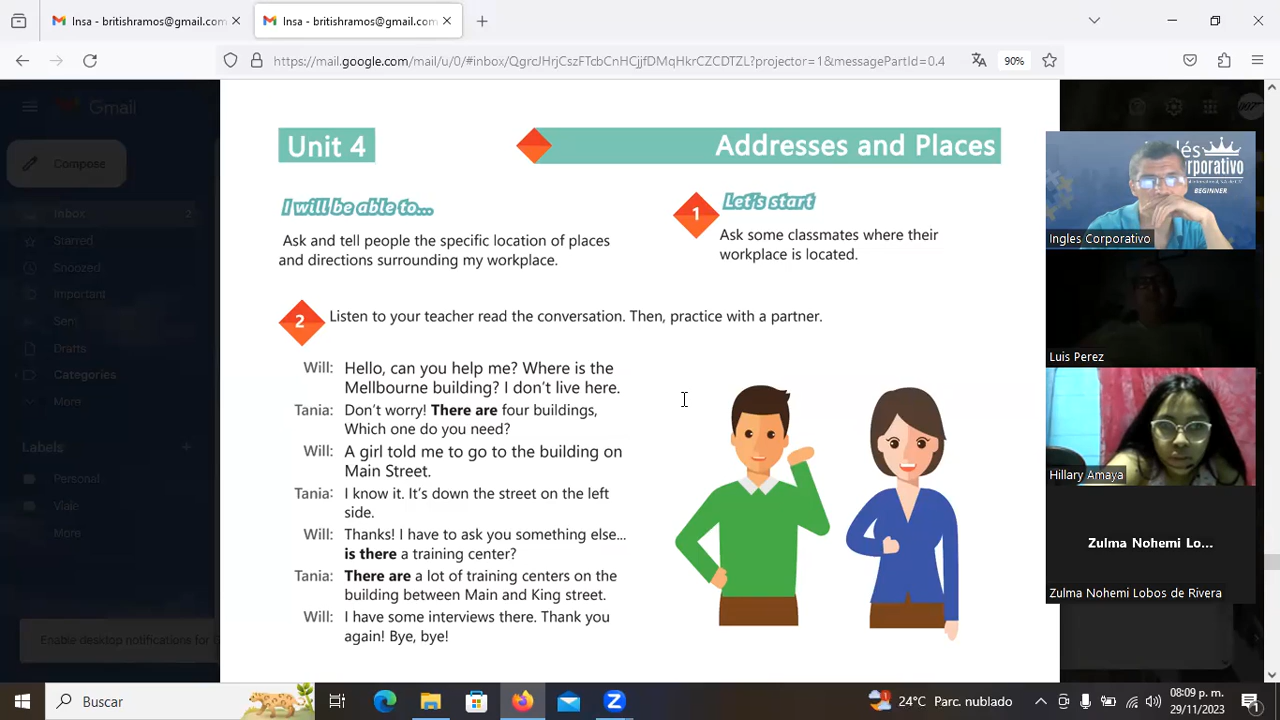 Insa - britishramos@gmail.com
Insa - britishramos@gmail.com
https://mail.google.com/mail/u/0/#inbox/QgrcJHrjCszFTcbCnHCjjfDMqHkrCZCDTZL?projector=1&messagePartId=0.4
90%
Gmail
Compose
Inbox 2
Starred
Snoozed
Important
Sent
Drafts
Categories
More
Labels
Personal
Viale
More
Enable desktop notifications for G
Unit 4
Addresses and Places
I will be able to...
Ask and tell people the specific location of places
and directions surrounding my workplace.
1
Let's start
Ask some classmates where their
workplace is located.
2
Listen to your teacher read the conversation. Then, practice with a partner.
Will: Hello, can you help me? Where is the
Mellbourne building? I don't live here.
Tania: Don't worry! There are four buildings,
Which one do you need?
Will: A girl told me to go to the building on
Main Street.
Tania: I know it. It's down the street on the left
side.
Will: Thanks! I have to ask you something else...
is there a training center?
Tania: There are a lot of training centers on the
building between Main and King street.
Will: I have some interviews there. Thank you
again! Bye, bye!
BEGINNER
Ingles Corporativo
Luis Perez
Hillary Amaya
Zulma Nohemi Lo...
Zulma Nohemi Lobos de Rivera
Buscar
24°C Parc. nublado
08:09 p. m.
29/11/2023